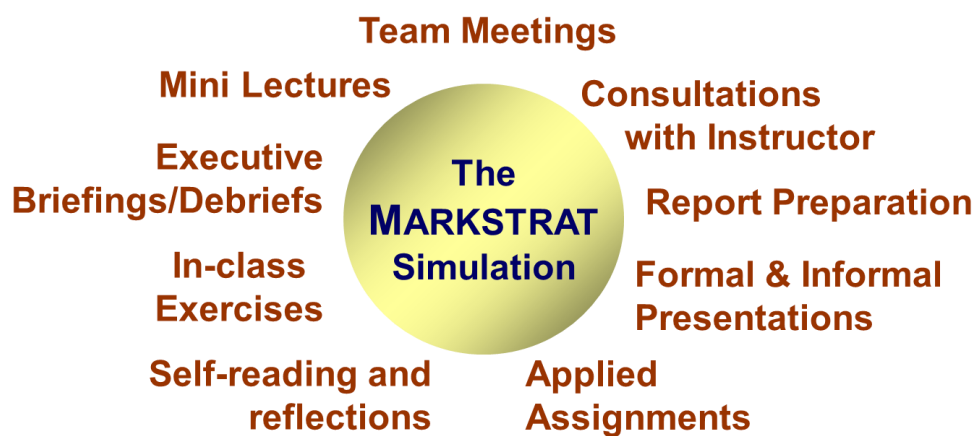 Team Meetings
Mini Lectures
Consultations
with Instructor
Executive
Briefings/Debriefs
The
MARKSTRAT
Simulation
Report Preparation
In-class
Exercises
Formal & Informal
Presentations
Self-reading and
reflections
Applied
Assignments